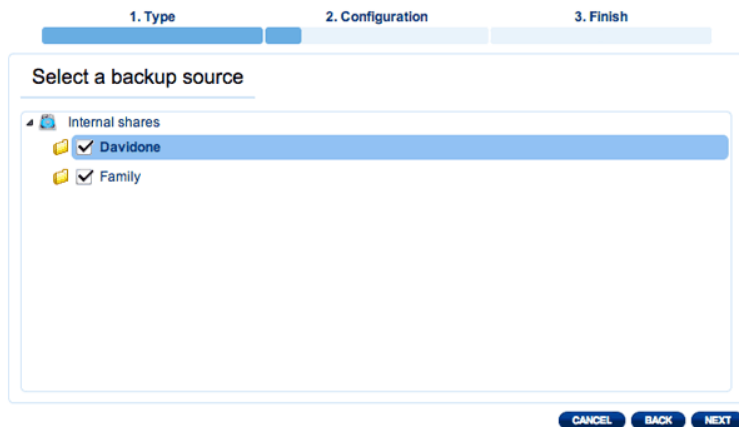 1. Type 2. Configuration 3. Finish
Select a backup source
Internal shares
Davidone
Family
CANCEL BACK NEXT